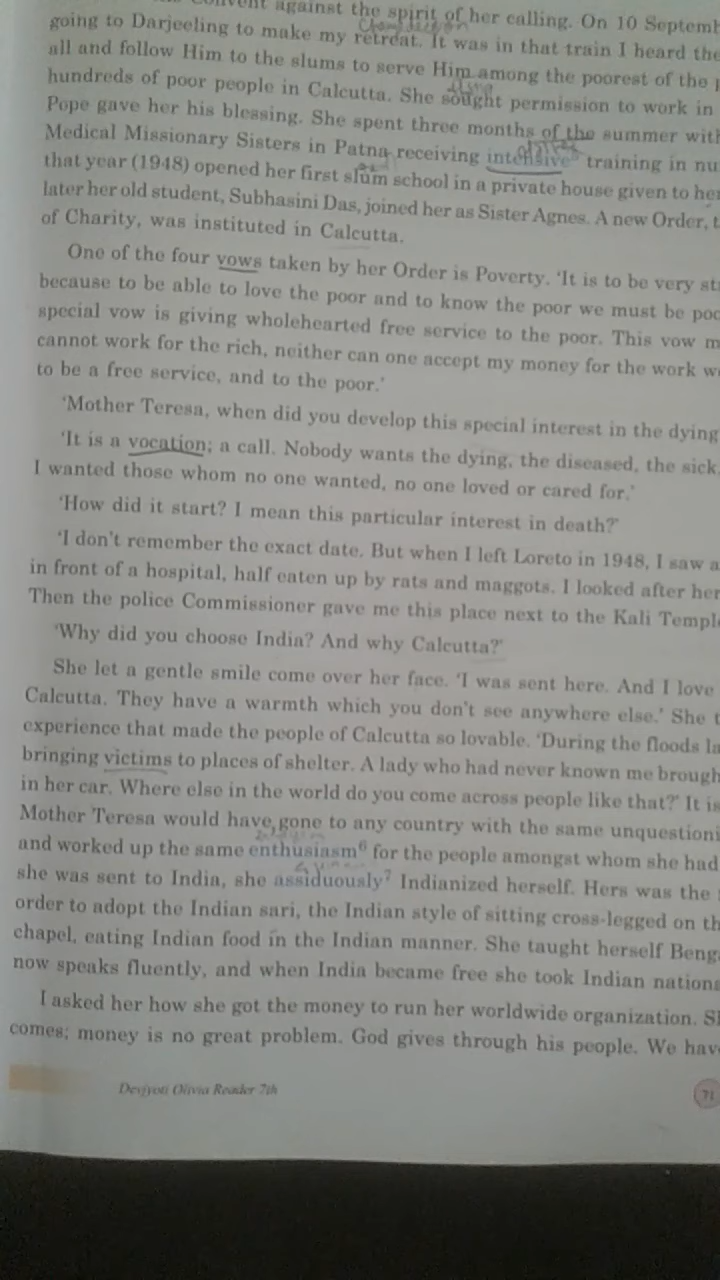 Convent against the spirit of her calling. On 10 Septemb
going to Darjeeling to make my retreat. It was in that train I heard the
all and follow Him to the slums to serve Him among the poorest of the
hundreds of poor people in Calcutta. She sought permission to work in
Pope gave her his blessing. She spent three months of the summer with
Medical Missionary Sisters in Patna receiving intensive⁵ training in nu
that year (1948) opened her first slum school in a private house given to her
later her old student, Subhasini Das, joined her as Sister Agnes. A new Order, t
of Charity, was instituted in Calcutta.
One of the four vows taken by her Order is Poverty. 'It is to be very st
because to be able to love the poor and to know the poor we must be poo
special vow is giving wholehearted free service to the poor. This vow m
cannot work for the rich, neither can one accept my money for the work w
to be a free service, and to the poor.'
'Mother Teresa, when did you develop this special interest in the dying
'It is a vocation; a call. Nobody wants the dying, the diseased, the sick.
I wanted those whom no one wanted, no one loved or cared for.'
'How did it start? I mean this particular interest in death?'
'I don't remember the exact date. But when I left Loreto in 1948, I saw a
in front of a hospital, half eaten up by rats and maggots. I looked after her
Then the police Commissioner gave me this place next to the Kali Temple
'Why did you choose India? And why Calcutta?'
She let a gentle smile come over her face. 'I was sent here. And I love
Calcutta. They have a warmth which you don't see anywhere else.' She t
experience that made the people of Calcutta so lovable. 'During the floods la
bringing victims to places of shelter. A lady who had never known me brough
in her car. Where else in the world do you come across people like that?' It is
Mother Teresa would have gone to any country with the same unquestioni
and worked up the same enthusiasm⁶ for the people amongst whom she had
she was sent to India, she assiduously⁷ Indianized herself. Hers was the
order to adopt the Indian sari, the Indian style of sitting cross-legged on th
chapel, eating Indian food in the Indian manner. She taught herself Beng
now speaks fluently, and when India became free she took Indian nationa
I asked her how she got the money to run her worldwide organization. Sh
comes; money is no great problem. God gives through his people. We have
Devjyoti Olivia Reader 7th
71